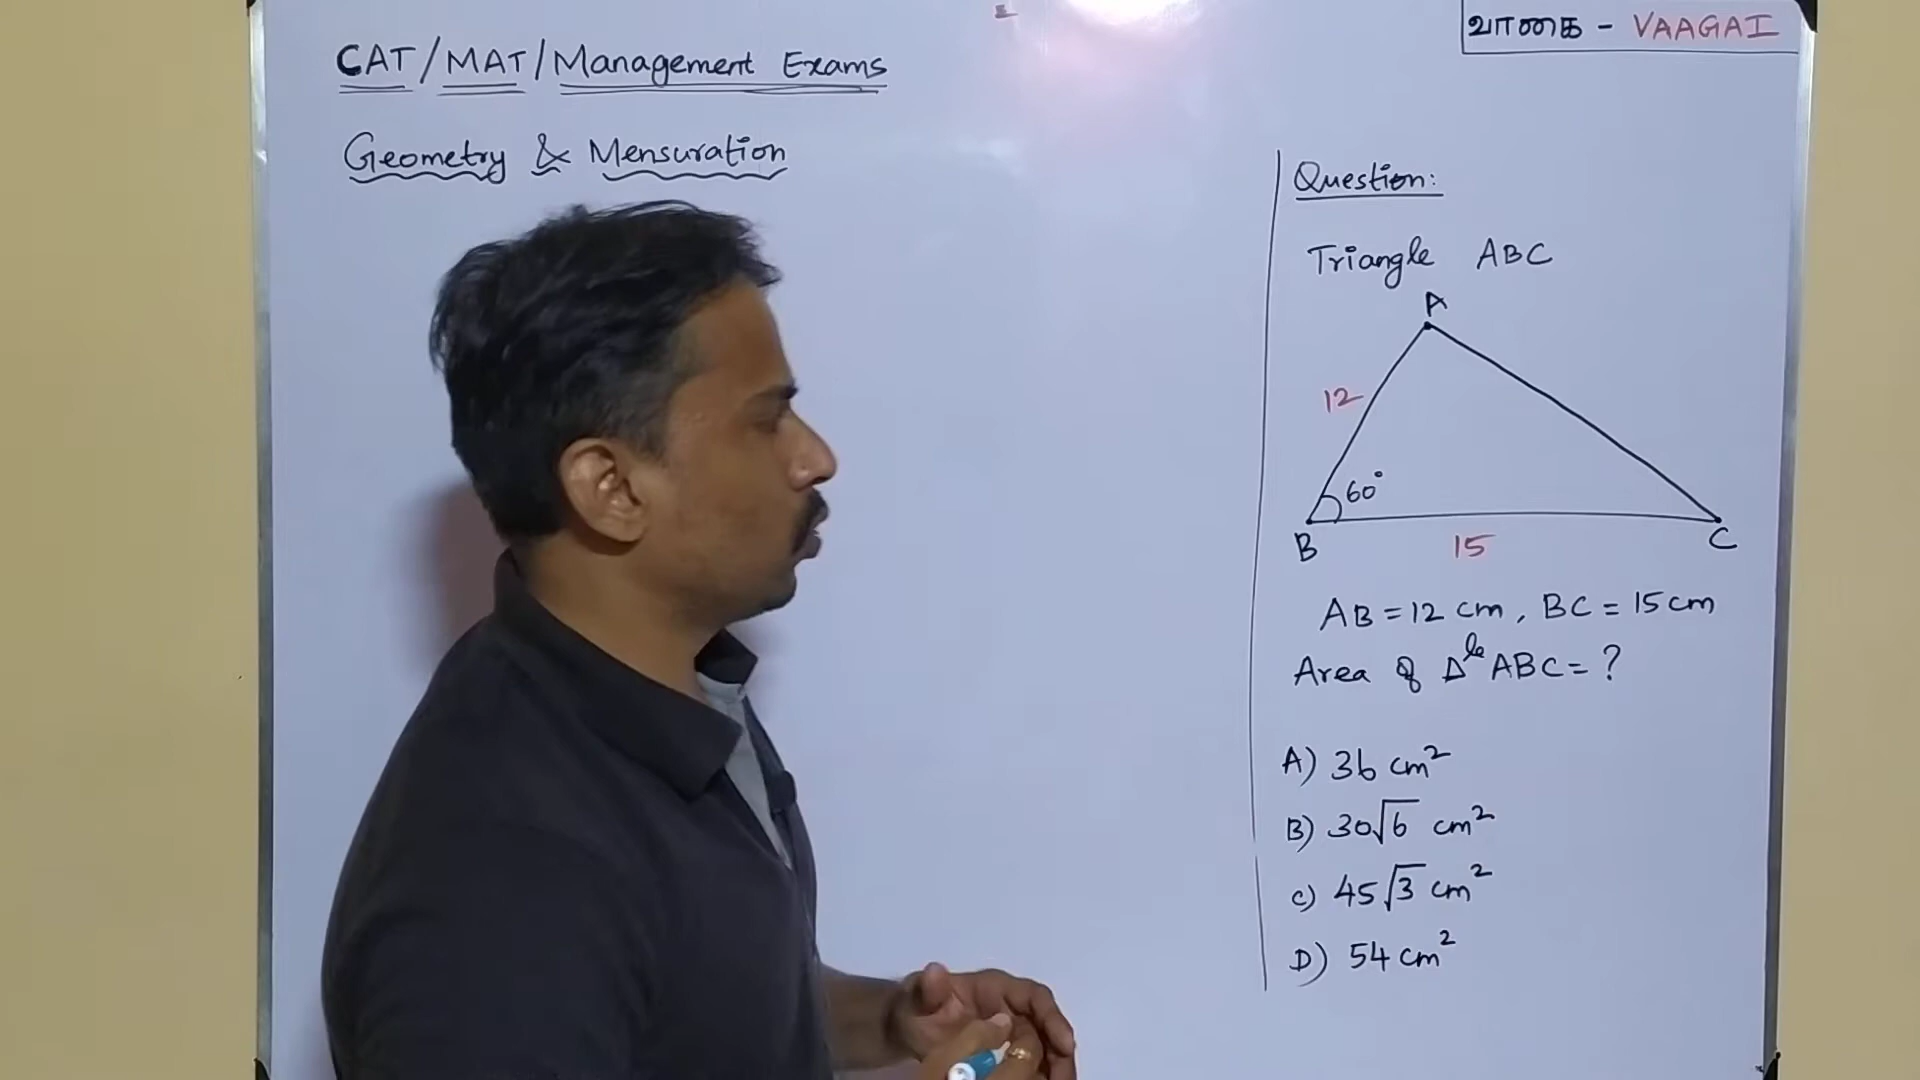 CAT/MAT/Management Exams
வாகை - VAAGAI
Geometry & Mensuration
Question:
Triangle ABC
A
12
60°
B
15
C
AB = 12 cm, BC = 15 cm
Area of Δle ABC = ?
A) 36 cm²
B) 30√6 cm²
C) 45√3 cm²
D) 54 cm²